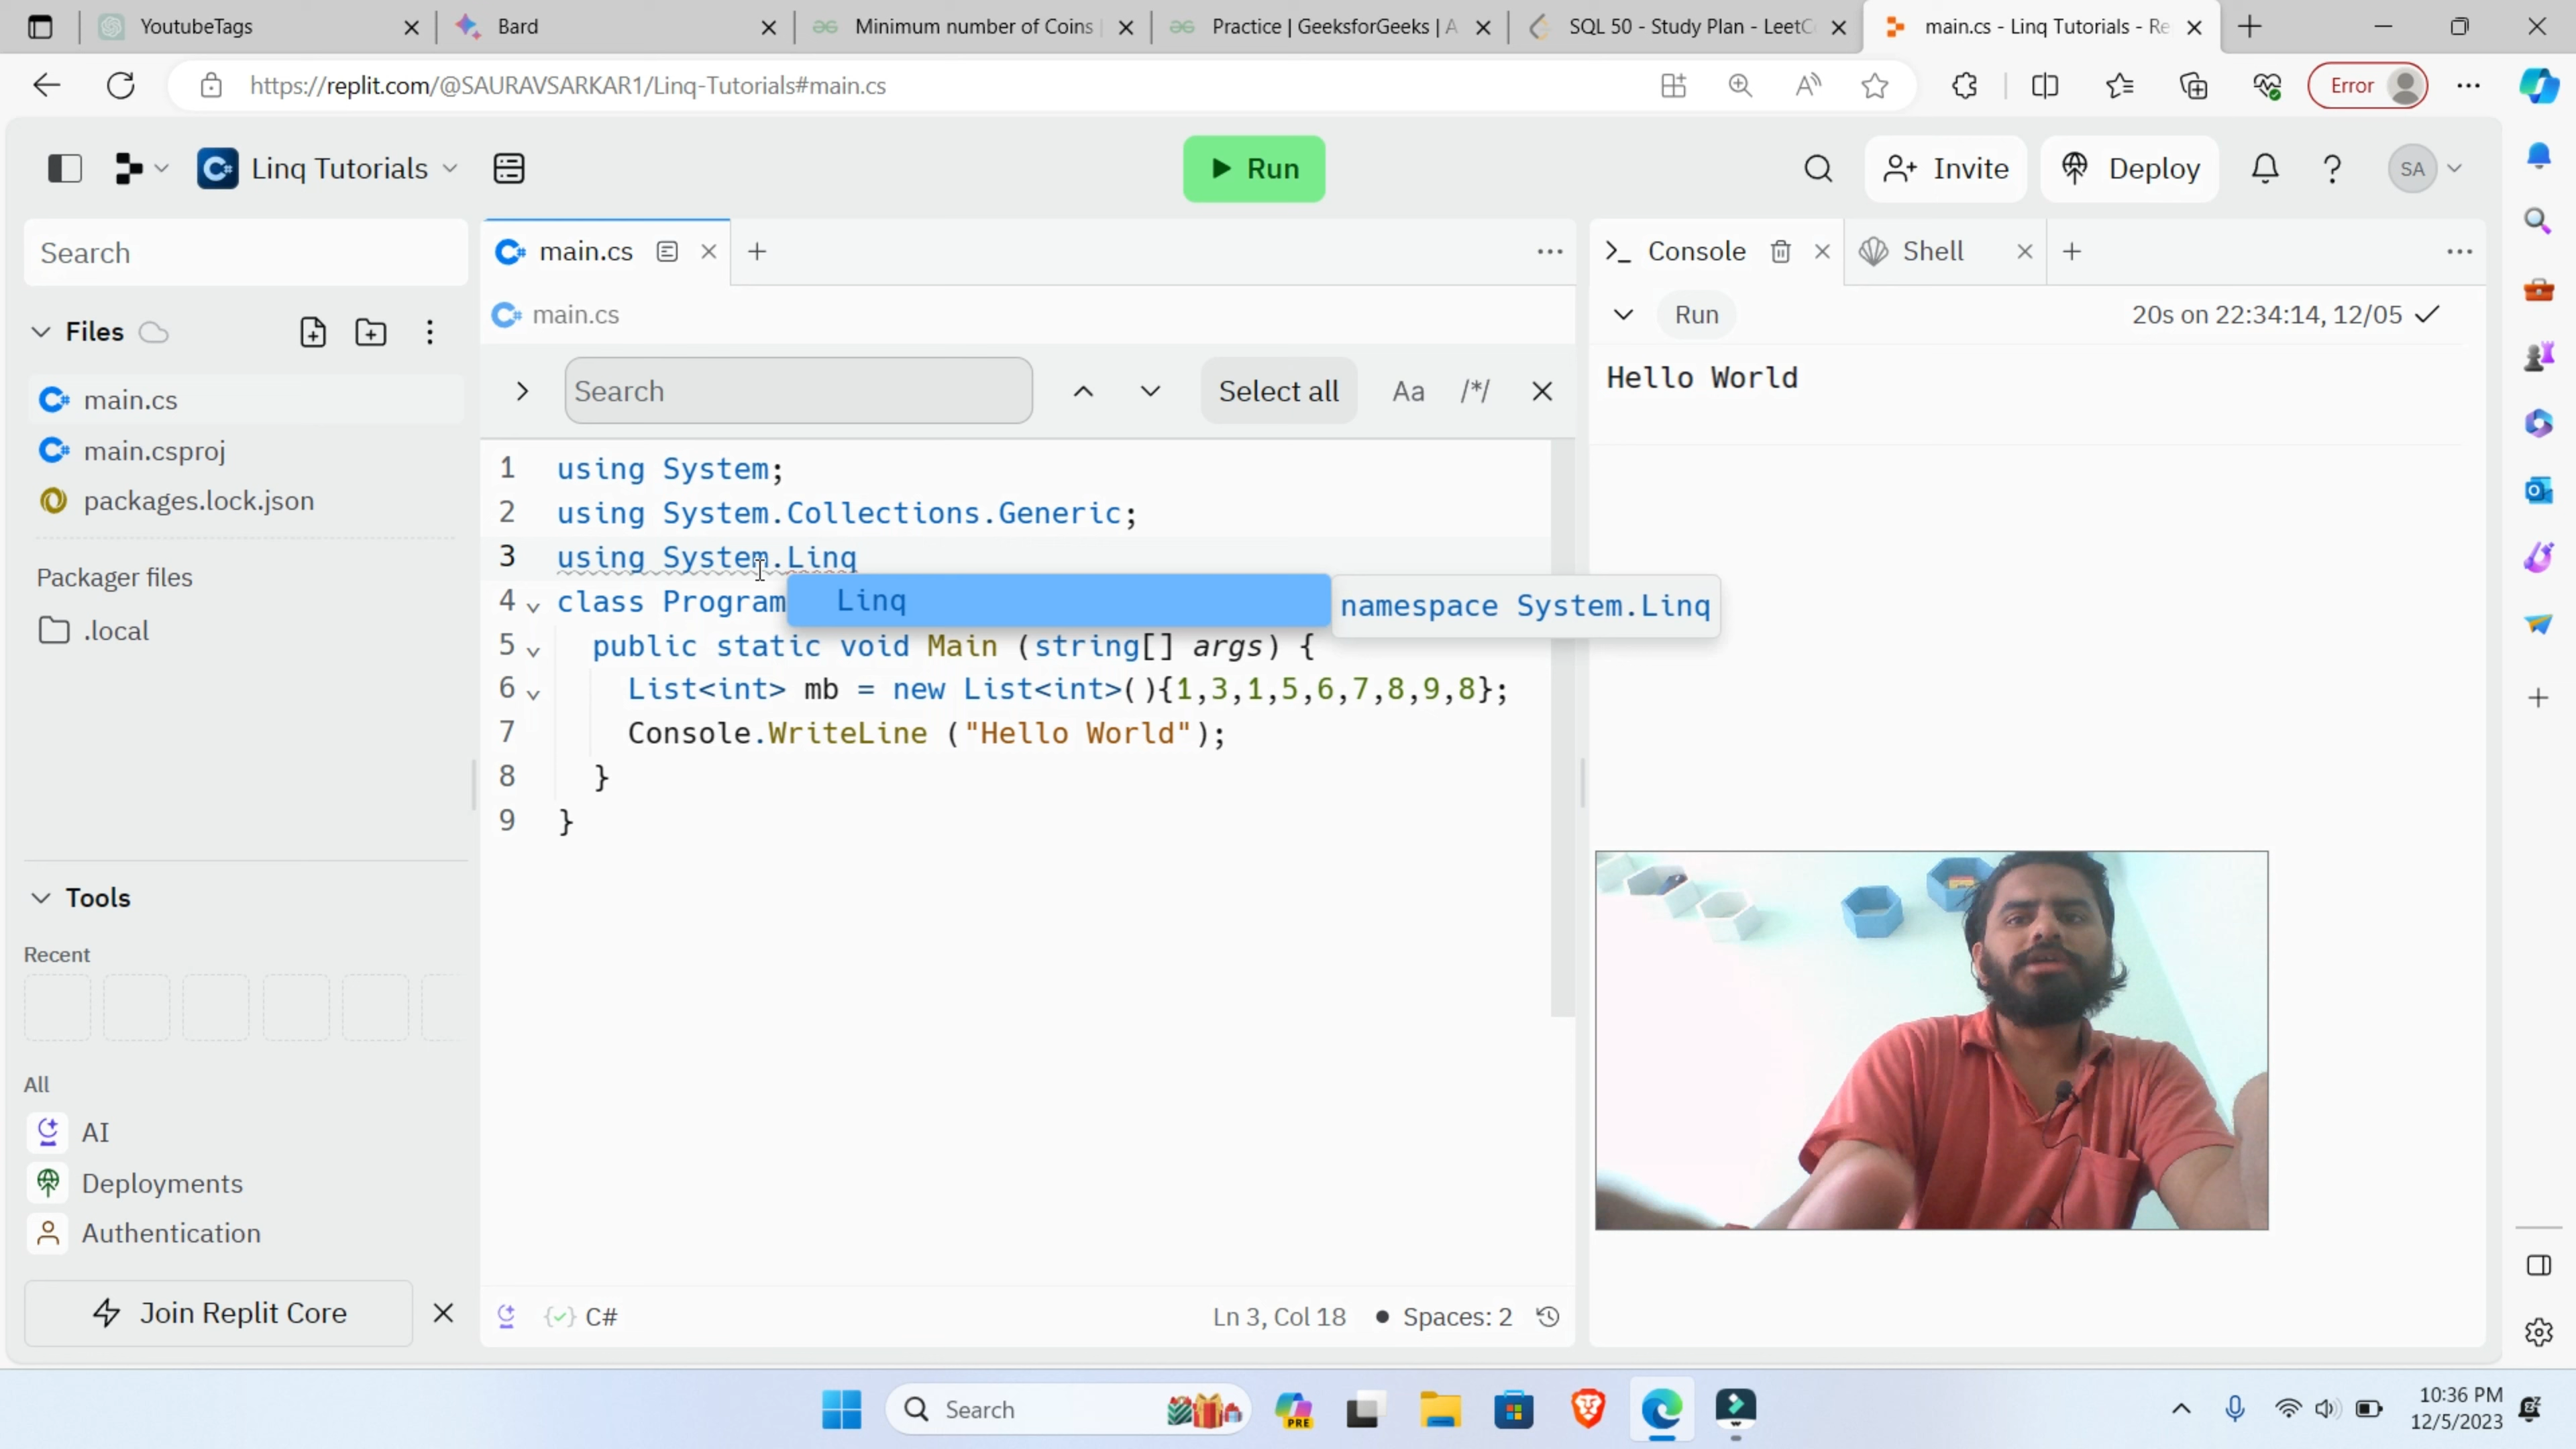 YoutubeTags
Bard
Minimum number of Coins
Practice | GeeksforGeeks | A
SQL 50 - Study Plan - LeetC
main.cs - Linq Tutorials - Re
https://replit.com/@SAURAVSARKAR1/Linq-Tutorials#main.cs
Error
Linq Tutorials
Run
Invite
Deploy
SA
Search
Files
main.cs
main.csproj
packages.lock.json
Packager files
.local
Tools
Recent
All
AI
Deployments
Authentication
Join Replit Core
main.cs
main.cs
Search
Select all
Aa
/*/
1 using System;
2 using System.Collections.Generic;
3 using System.Linq
Linq
namespace System.Linq
4 class Program
5 public static void Main (string[] args) {
6 List<int> mb = new List<int>(){1,3,1,5,6,7,8,9,8};
7 Console.WriteLine ("Hello World");
8 }
9 }
C#
Ln 3, Col 18
Spaces: 2
Console
Shell
Run
20s on 22:34:14, 12/05
Hello World
Search
PRE
10:36 PM
12/5/2023